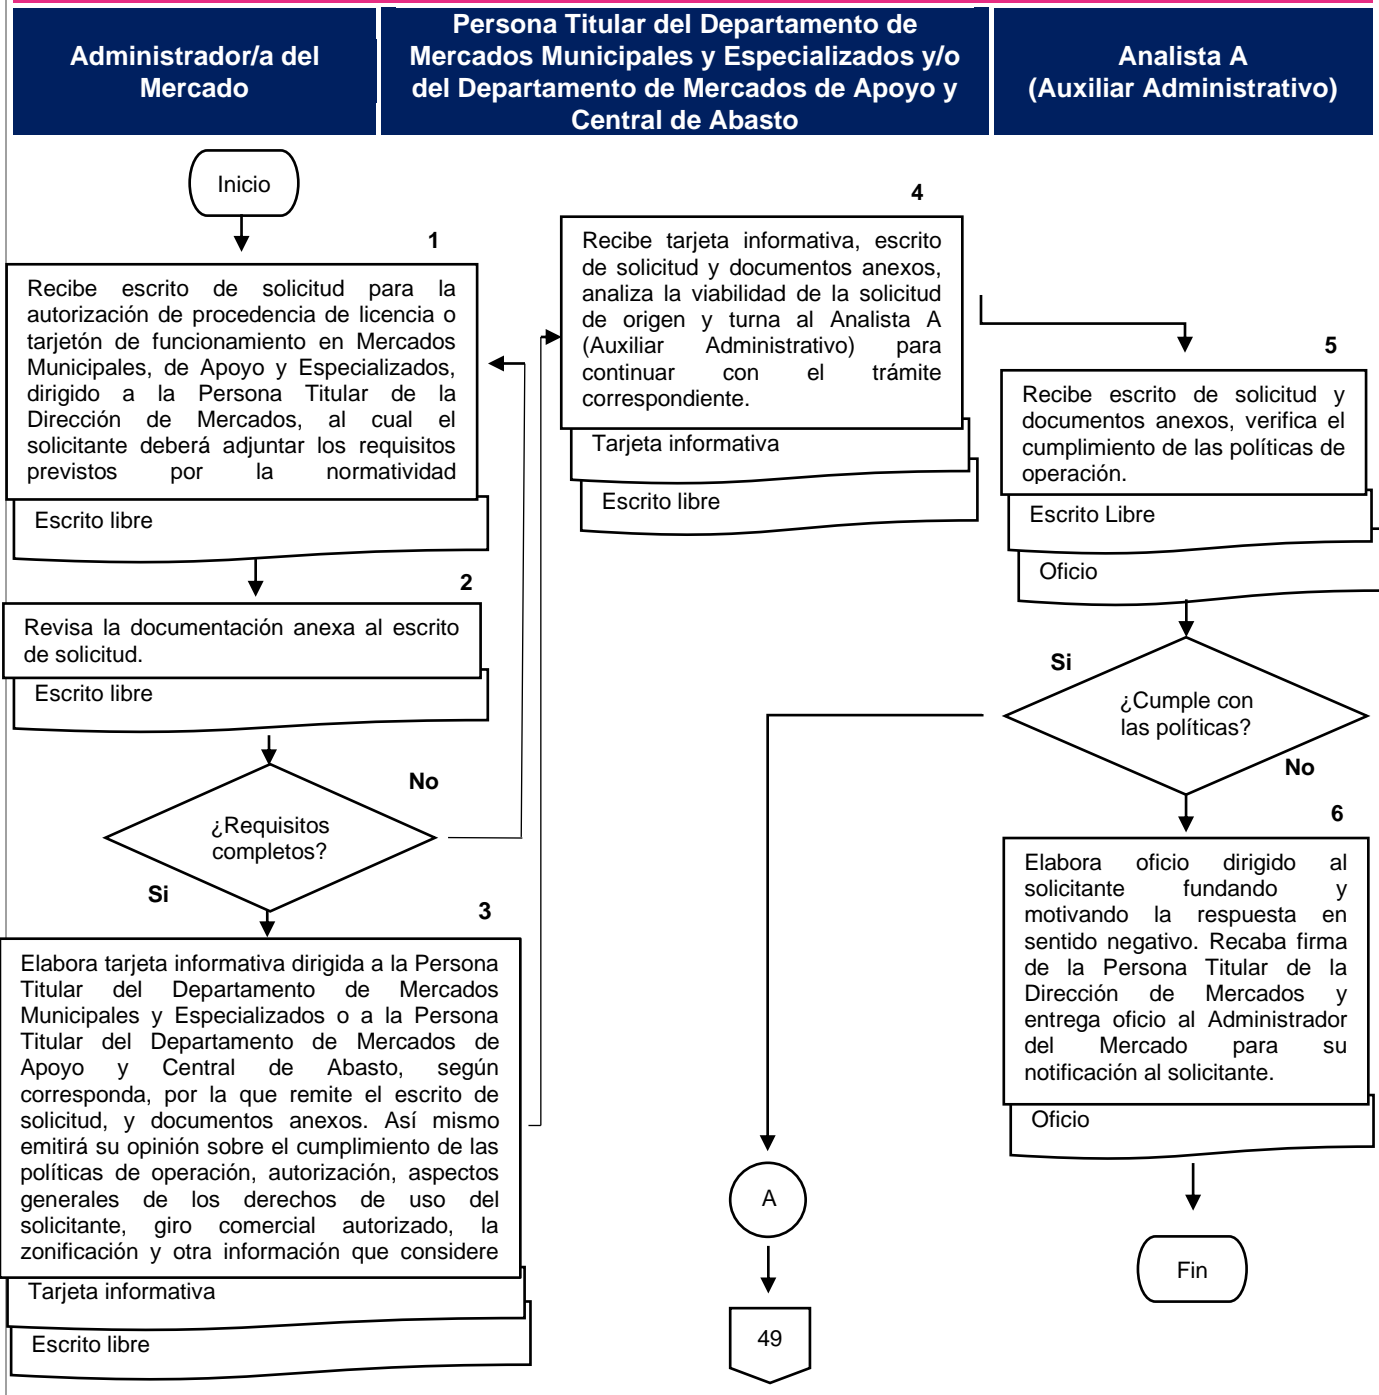 Administrador/a del
Mercado
Persona Titular del Departamento de
Mercados Municipales y Especializados y/o
del Departamento de Mercados de Apoyo y
Central de Abasto
Analista A
(Auxiliar Administrativo)
Inicio
1
Recibe escrito de solicitud para la
autorización de procedencia de licencia o
tarjetón de funcionamiento en Mercados
Municipales, de Apoyo y Especializados,
dirigido a la Persona Titular de la
Dirección de Mercados, al cual el
solicitante deberá adjuntar los requisitos
previstos por la normatividad
Escrito libre
2
Revisa la documentación anexa al escrito
de solicitud.
Escrito libre
No
¿Requisitos
completos?
Si
3
Elabora tarjeta informativa dirigida a la Persona
Titular del Departamento de Mercados
Municipales y Especializados o a la Persona
Titular del Departamento de Mercados de
Apoyo y Central de Abasto, según
corresponda, por la que remite el escrito de
solicitud, y documentos anexos. Así mismo
emitirá su opinión sobre el cumplimiento de las
políticas de operación, autorización, aspectos
generales de los derechos de uso del
solicitante, giro comercial autorizado, la
zonificación y otra información que considere
Tarjeta informativa
Escrito libre
4
Recibe tarjeta informativa, escrito
de solicitud y documentos anexos,
analiza la viabilidad de la solicitud
de origen y turna al Analista A
(Auxiliar Administrativo) para
continuar con el trámite
correspondiente.
Tarjeta informativa
Escrito libre
5
Recibe escrito de solicitud y
documentos anexos, verifica el
cumplimiento de las políticas de
operación.
Escrito Libre
Oficio
Si
¿Cumple con
las políticas?
No
6
Elabora oficio dirigido al
solicitante fundando y
motivando la respuesta en
sentido negativo. Recaba firma
de la Persona Titular de la
Dirección de Mercados y
entrega oficio al Administrador
del Mercado para su
notificación al solicitante.
Oficio
A
49
Fin